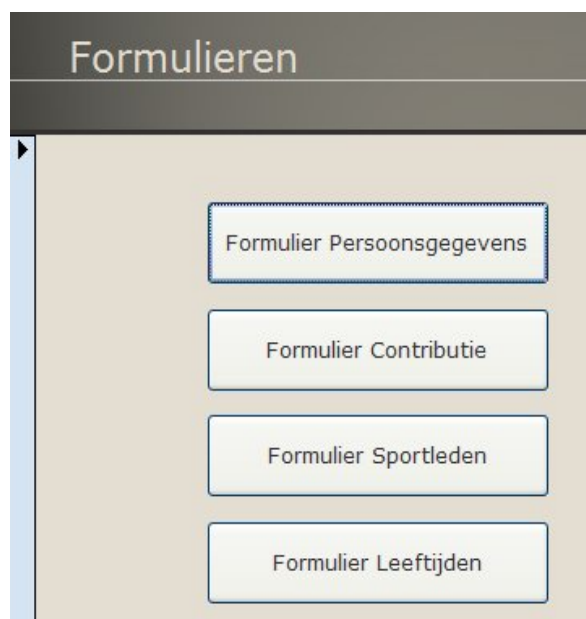 Formulieren
Formulier Persoonsgegevens
Formulier Contributie
Formulier Sportleden
Formulier Leeftijden